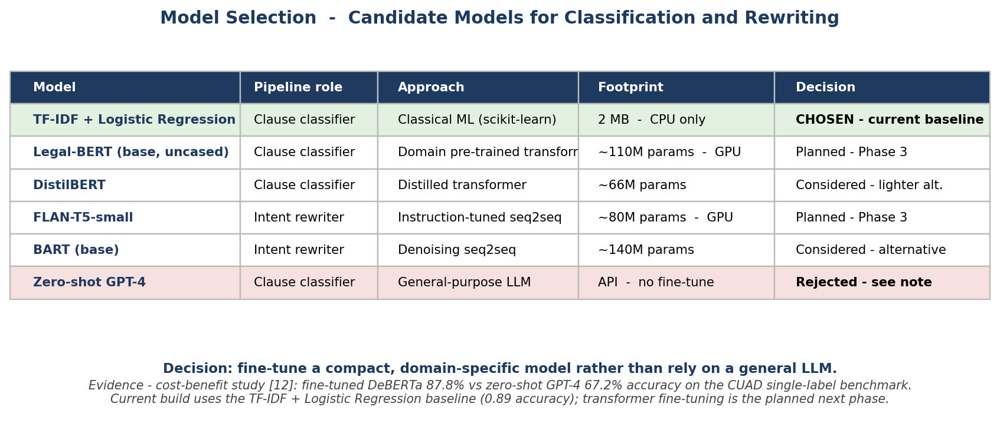 Model Selection - Candidate Models for Classification and Rewriting
Model Pipeline role Approach Footprint Decision
TF-IDF + Logistic Regression Clause classifier Classical ML (scikit-learn) 2 MB - CPU only CHOSEN - current baseline
Legal-BERT (base, uncased) Clause classifier Domain pre-trained transforr ~110M params - GPU Planned - Phase 3
DistilBERT Clause classifier Distilled transformer ~66M params Considered - lighter alt.
FLAN-T5-small Intent rewriter Instruction-tuned seq2seq ~80M params - GPU Planned - Phase 3
BART (base) Intent rewriter Denoising seq2seq ~140M params Considered - alternative
Zero-shot GPT-4 Clause classifier General-purpose LLM API - no fine-tune Rejected - see note
Decision: fine-tune a compact, domain-specific model rather than rely on a general LLM.
Evidence - cost-benefit study [12]: fine-tuned DeBERTa 87.8% vs zero-shot GPT-4 67.2% accuracy on the CUAD single-label benchmark.
Current build uses the TF-IDF + Logistic Regression baseline (0.89 accuracy); transformer fine-tuning is the planned next phase.